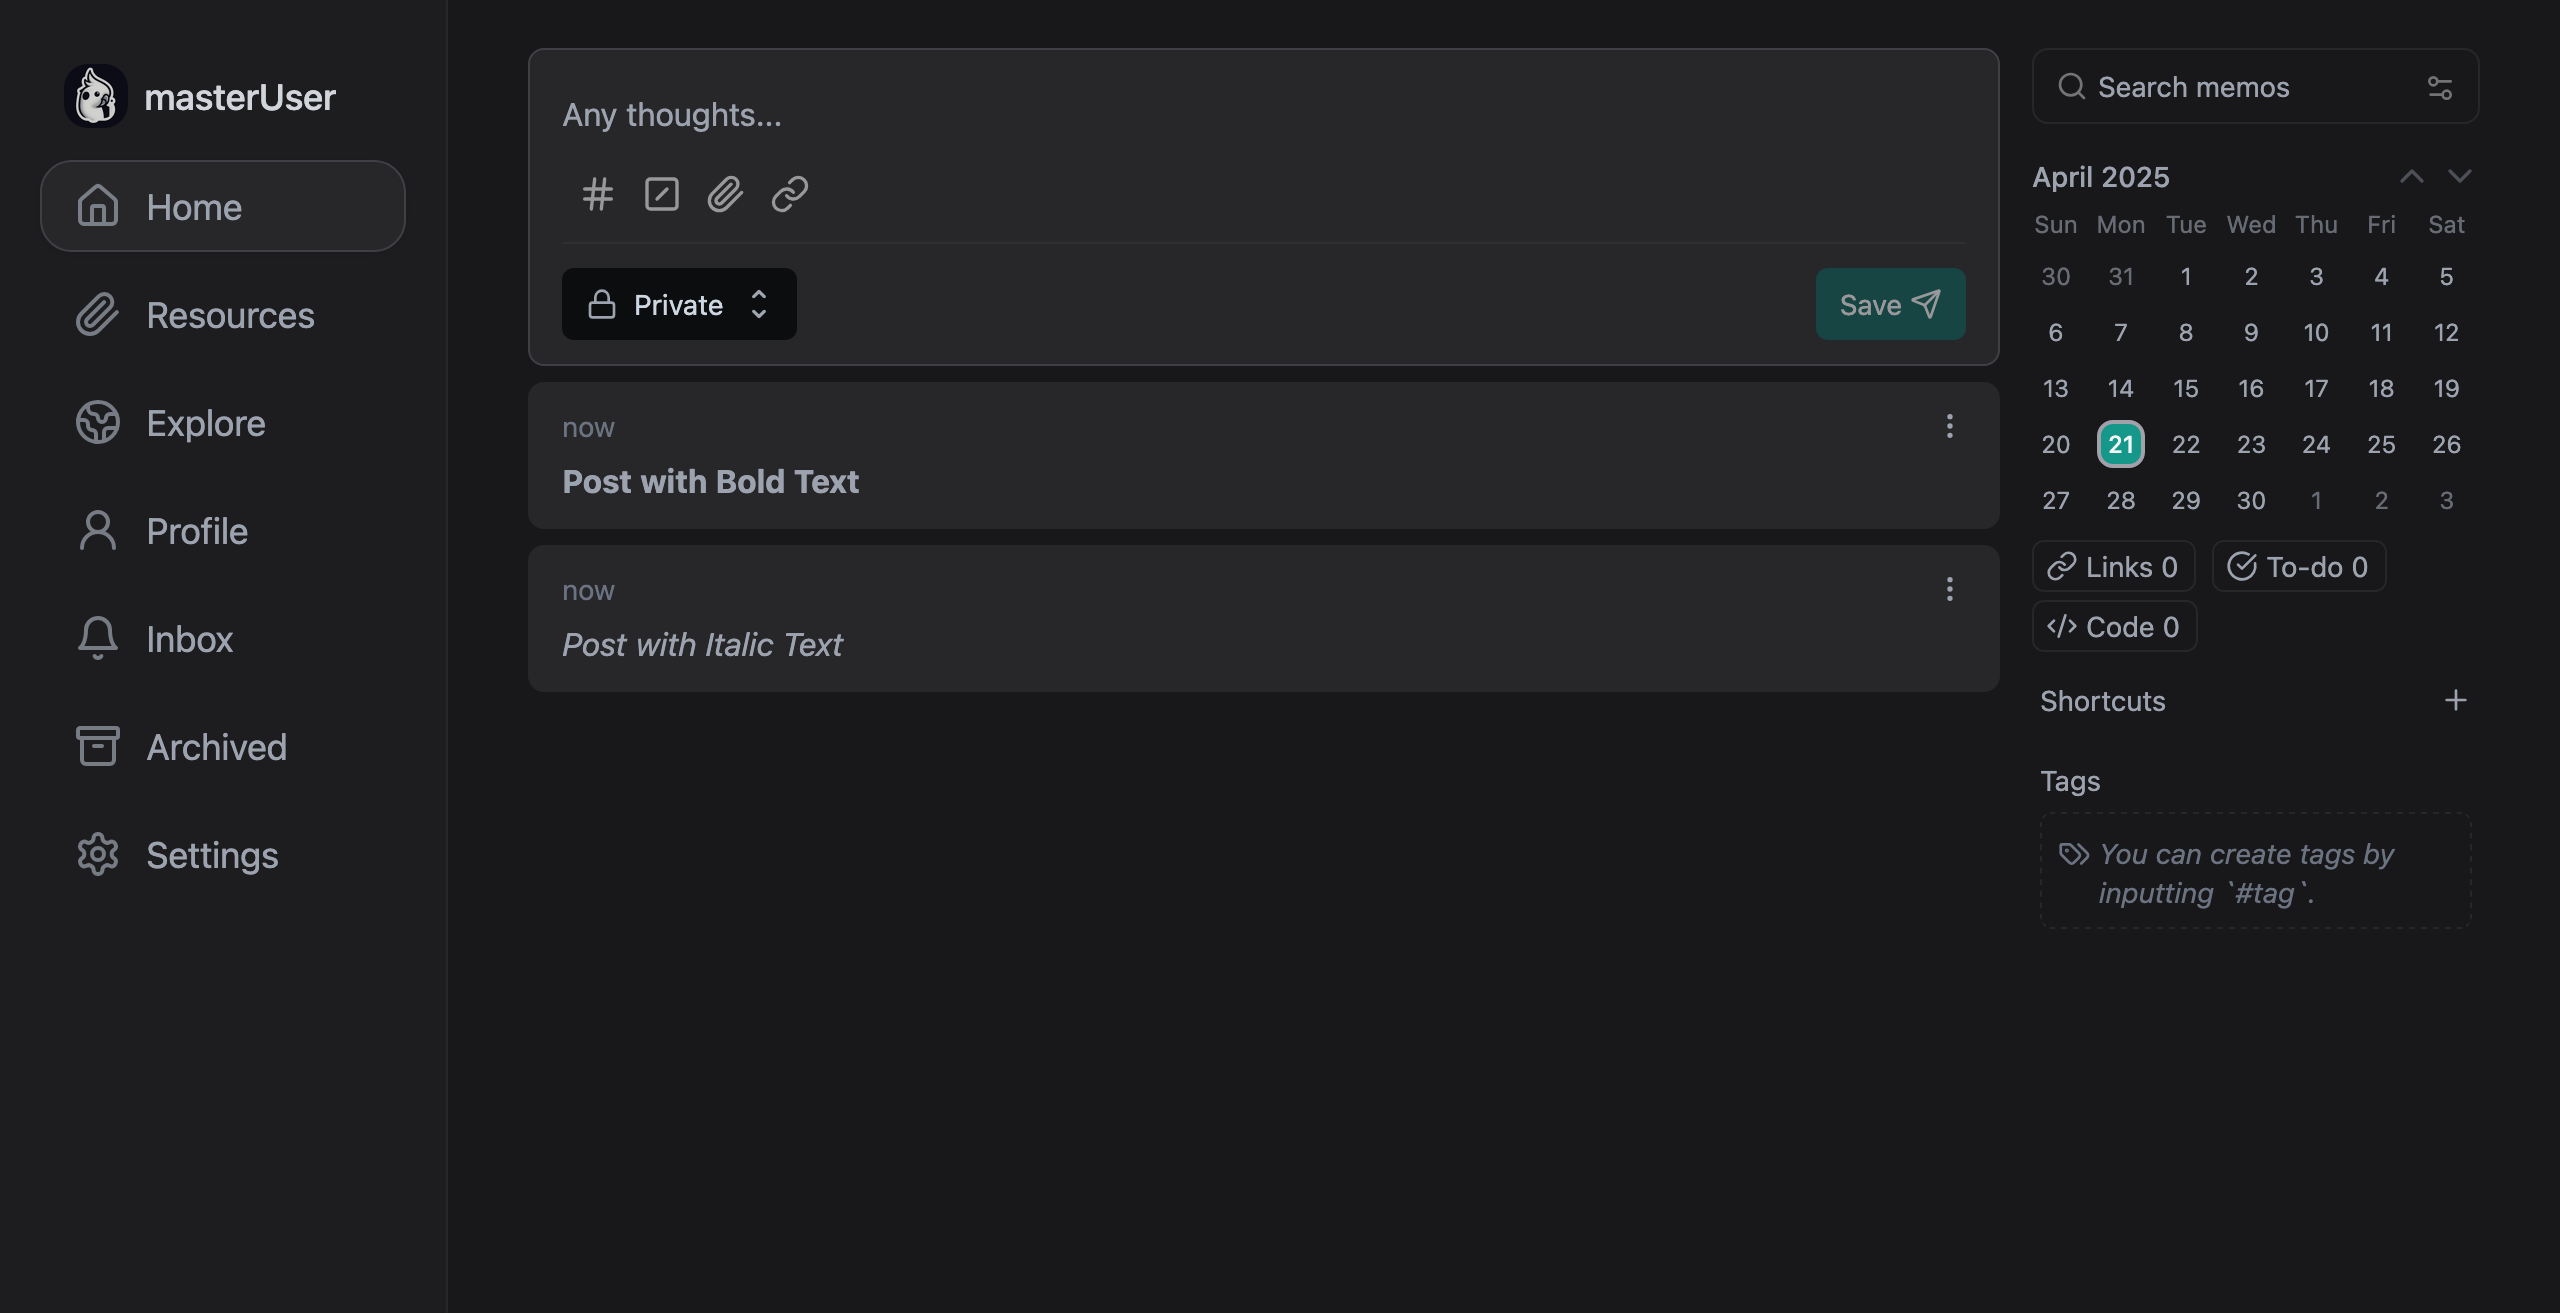 masterUser
Home
Resources
Explore
Profile
Inbox
Archived
Settings
Any thoughts...
Private
Save
now
Post with Bold Text
now
Post with Italic Text
Search memos
April 2025
Sun Mon Tue Wed Thu Fri Sat
30 31 1 2 3 4 5
6 7 8 9 10 11 12
13 14 15 16 17 18 19
20 21 22 23 24 25 26
27 28 29 30 1 2 3
Links 0 To-do 0
Code 0
Shortcuts
Tags
You can create tags by
inputting `#tag`.